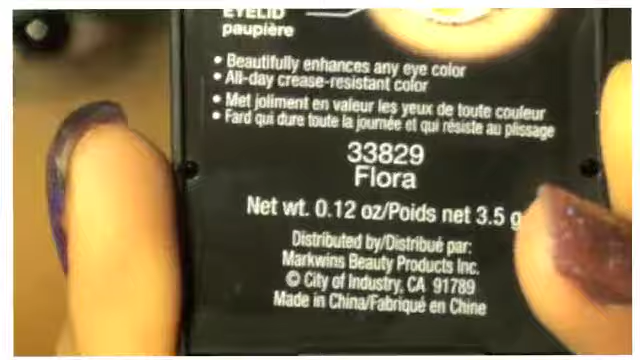 EYELID
paupière
• Beautifully enhances any eye color
• All-day crease-resistant color
• Met joliment en valeur les yeux de toute couleur
• Fard qui dure toute la journée et qui résiste au plissage
33829
Flora
Net wt. 0.12 oz/Poids net 3.5 g
Distributed by/Distribué par:
Markwins Beauty Products Inc.
© City of Industry, CA 91789
Made in China/Fabriqué en Chine